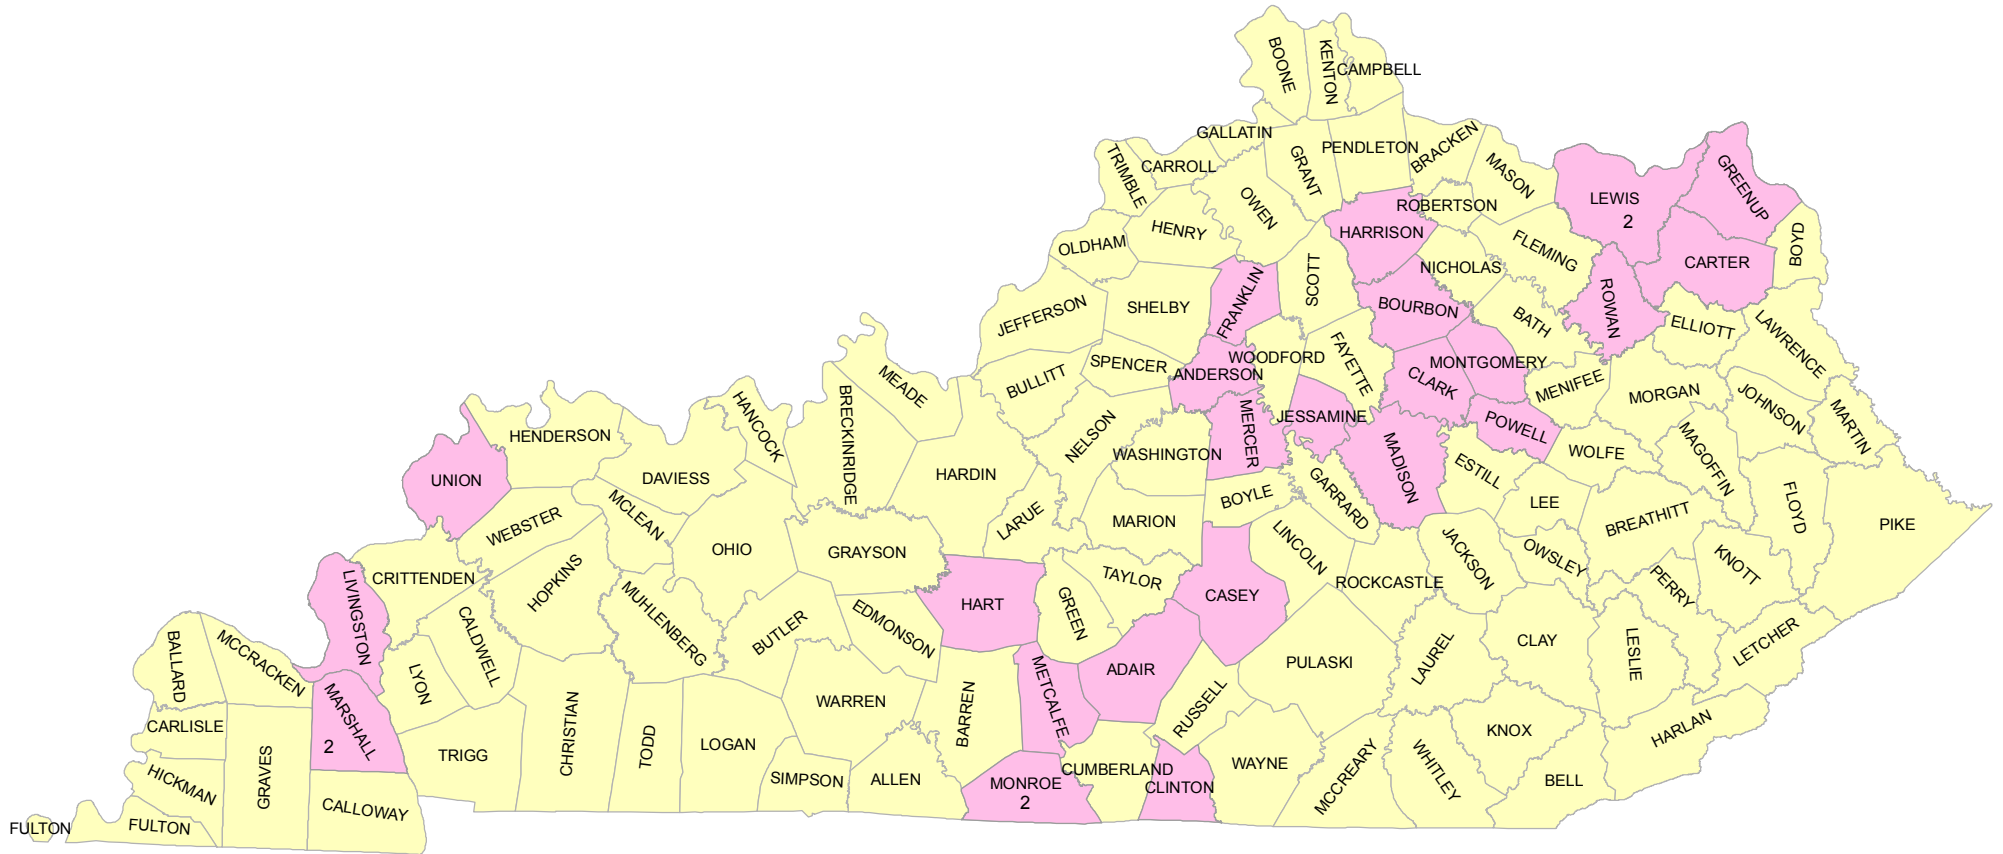 BOONE
KENTON
CAMPBELL
GALLATIN
CARROLL
TRIMBLE
GRANT
PENDLETON
BRACKEN
MASON
LEWIS
2
GREENUP
OWEN
ROBERTSON
HARRISON
HENRY
OLDHAM
FLEMING
BOYD
CARTER
NICHOLAS
SCOTT
FRANKLIN
SHELBY
JEFFERSON
BOURBON
ROWAN
BATH
ELLIOTT
LAWRENCE
WOODFORD
FAYETTE
MONTGOMERY
SPENCER
ANDERSON
BULLITT
MEADE
CLARK
MENIFEE
MORGAN
JOHNSON
MARTIN
HANCOCK
BRECKINRIDGE
NELSON
MERCER
JESSAMINE
POWELL
HENDERSON
WASHINGTON
MADISON
WOLFE
MAGOFFIN
UNION
DAVIESS
HARDIN
ESTILL
BOYLE
GARRARD
LEE
FLOYD
PIKE
MCLEAN
WEBSTER
LARUE
MARION
BREATHITT
OHIO
GRAYSON
LINCOLN
JACKSON
OWSLEY
KNOTT
CRITTENDEN
HOPKINS
TAYLOR
ROCKCASTLE
PERRY
LIVINGSTON
MUHLENBERG
HART
GREEN
CASEY
CALDWELL
BUTLER
EDMONSON
LAUREL
CLAY
LESLIE
LETCHER
BALLARD
MCCRACKEN
LYON
ADAIR
PULASKI
METCALFE
MARSHALL
2
WARREN
RUSSELL
CARLISLE
BARREN
KNOX
HARLAN
CHRISTIAN
TODD
LOGAN
TRIGG
GRAVES
WAYNE
MCCREARY
WHITLEY
HICKMAN
SIMPSON
ALLEN
CUMBERLAND
MONROE
2
CLINTON
BELL
CALLOWAY
FULTON
FULTON